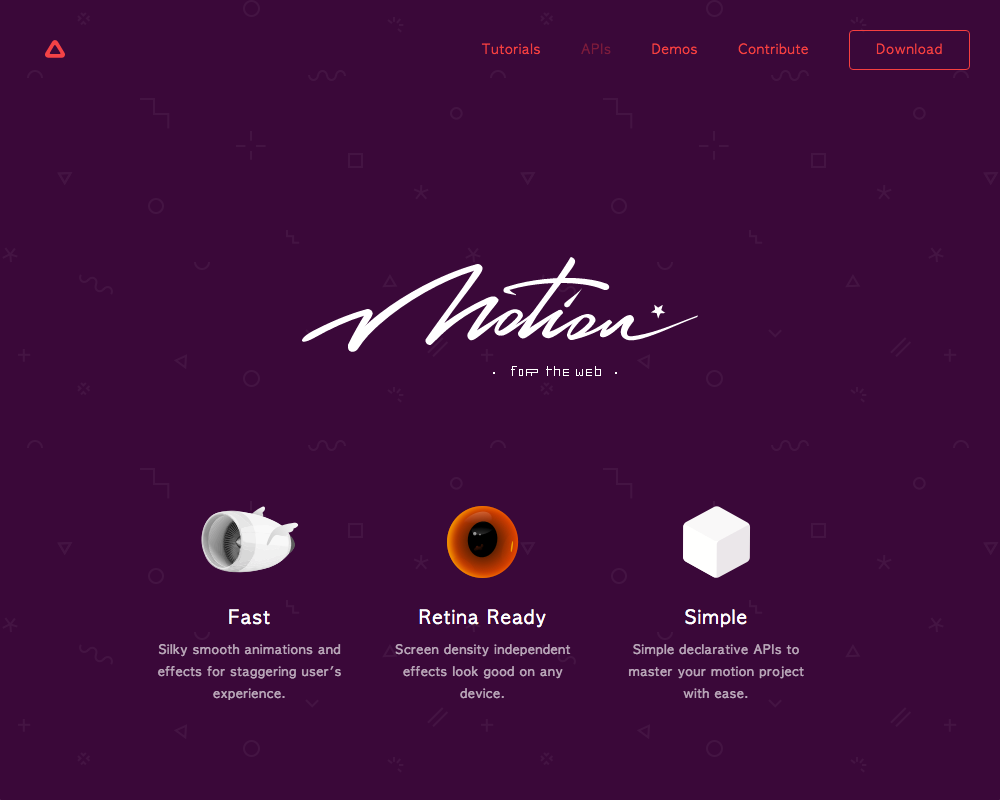 Tutorials
APIs
Demos
Contribute
Download
Motion
· for the web ·
Fast
Silky smooth animations and
effects for staggering user’s
experience.
Retina Ready
Screen density independent
effects look good on any
device.
Simple
Simple declarative APIs to
master your motion project
with ease.